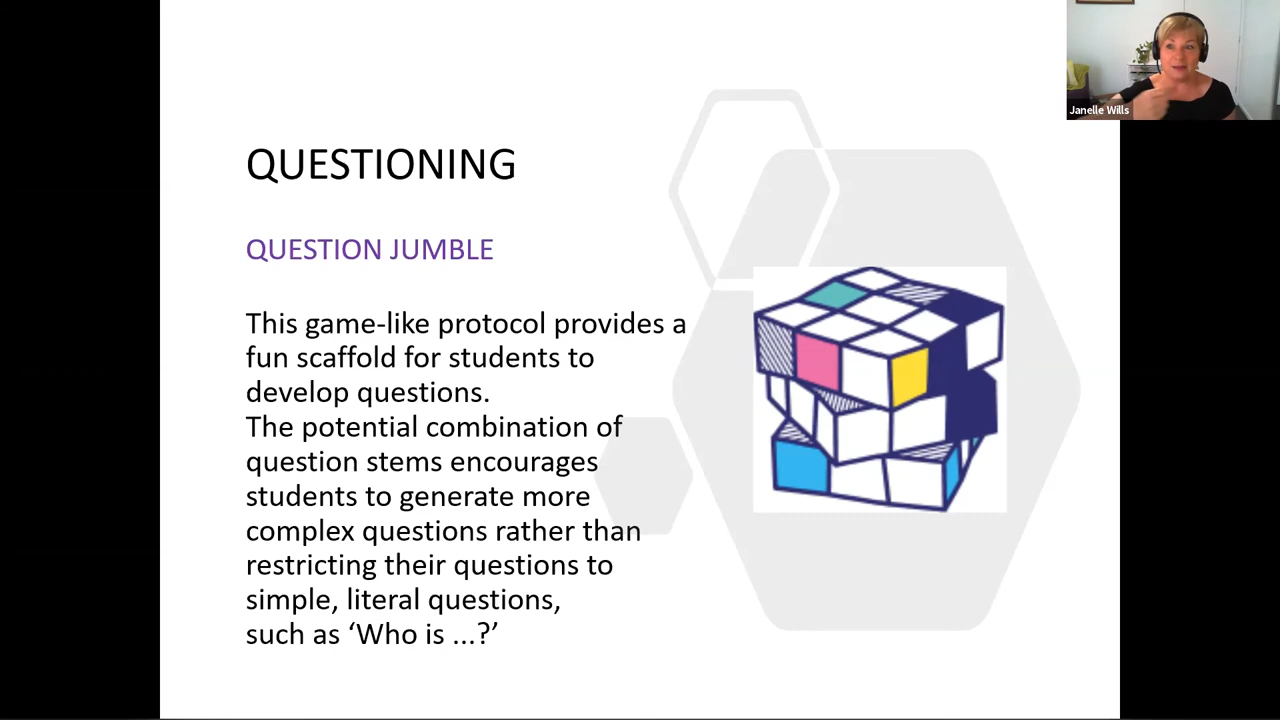 Janelle Wills
QUESTIONING
QUESTION JUMBLE
This game-like protocol provides a
fun scaffold for students to
develop questions.
The potential combination of
question stems encourages
students to generate more
complex questions rather than
restricting their questions to
simple, literal questions,
such as ‘Who is ...?’